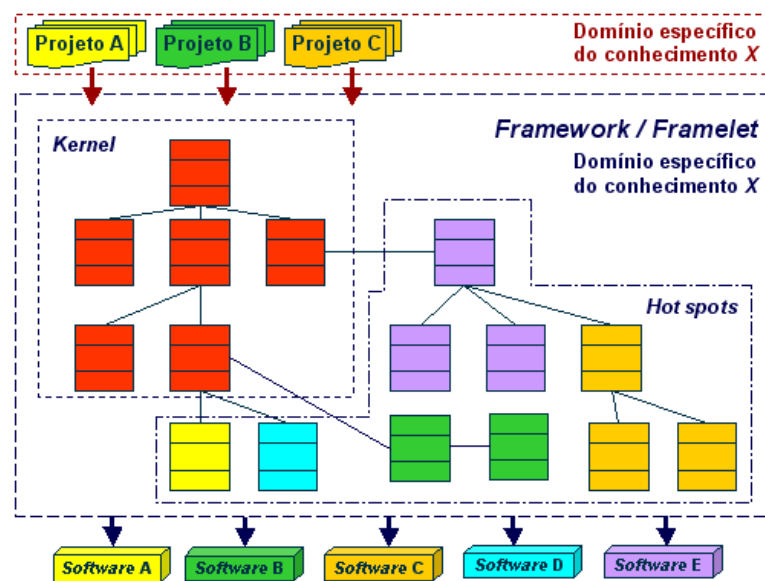 Projeto A
Projeto B
Projeto C
Domínio específico
do conhecimento X
Framework / Framelet
Kernel
Domínio específico
do conhecimento X
Hot spots
Software A
Software B
Software C
Software D
Software E